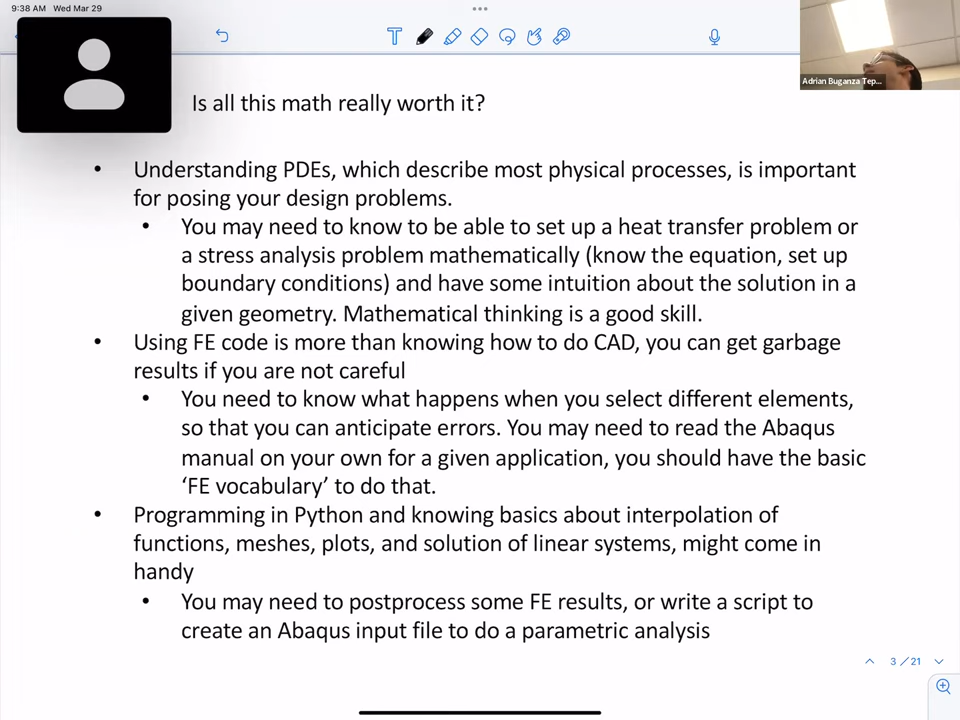 9:38 AM Wed Mar 29
Adrian Buganza Tep...
Is all this math really worth it?
• Understanding PDEs, which describe most physical processes, is important
for posing your design problems.
• You may need to know to be able to set up a heat transfer problem or
a stress analysis problem mathematically (know the equation, set up
boundary conditions) and have some intuition about the solution in a
given geometry. Mathematical thinking is a good skill.
• Using FE code is more than knowing how to do CAD, you can get garbage
results if you are not careful
• You need to know what happens when you select different elements,
so that you can anticipate errors. You may need to read the Abaqus
manual on your own for a given application, you should have the basic
‘FE vocabulary’ to do that.
• Programming in Python and knowing basics about interpolation of
functions, meshes, plots, and solution of linear systems, might come in
handy
• You may need to postprocess some FE results, or write a script to
create an Abaqus input file to do a parametric analysis
3 / 21